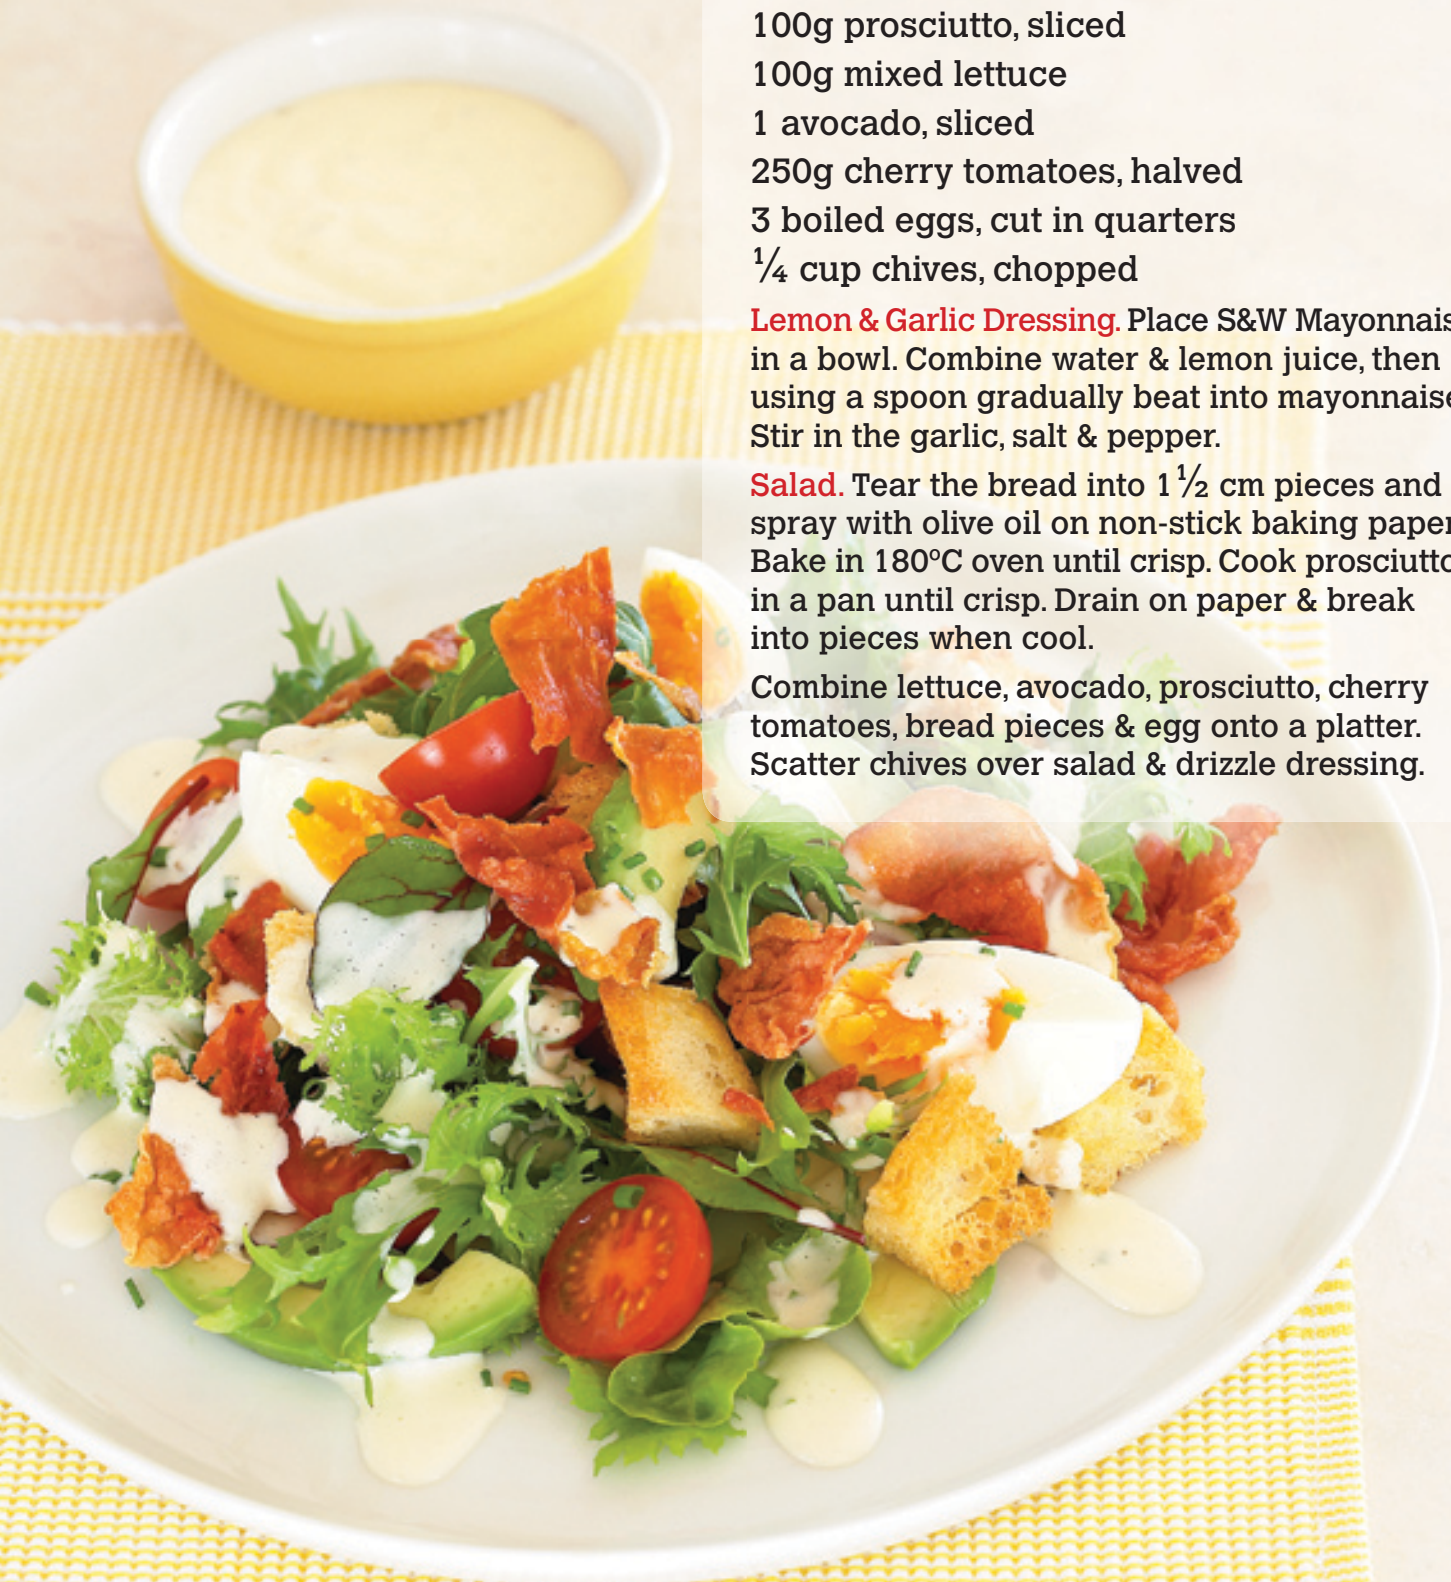 100g prosciutto, sliced
100g mixed lettuce
1 avocado, sliced
250g cherry tomatoes, halved
3 boiled eggs, cut in quarters
¼ cup chives, chopped
Lemon & Garlic Dressing. Place S&W Mayonnais
in a bowl. Combine water & lemon juice, then
using a spoon gradually beat into mayonnaise
Stir in the garlic, salt & pepper.
Salad. Tear the bread into 1½ cm pieces and
spray with olive oil on non-stick baking paper
Bake in 180ºC oven until crisp. Cook prosciutto
in a pan until crisp. Drain on paper & break
into pieces when cool.
Combine lettuce, avocado, prosciutto, cherry
tomatoes, bread pieces & egg onto a platter.
Scatter chives over salad & drizzle dressing.